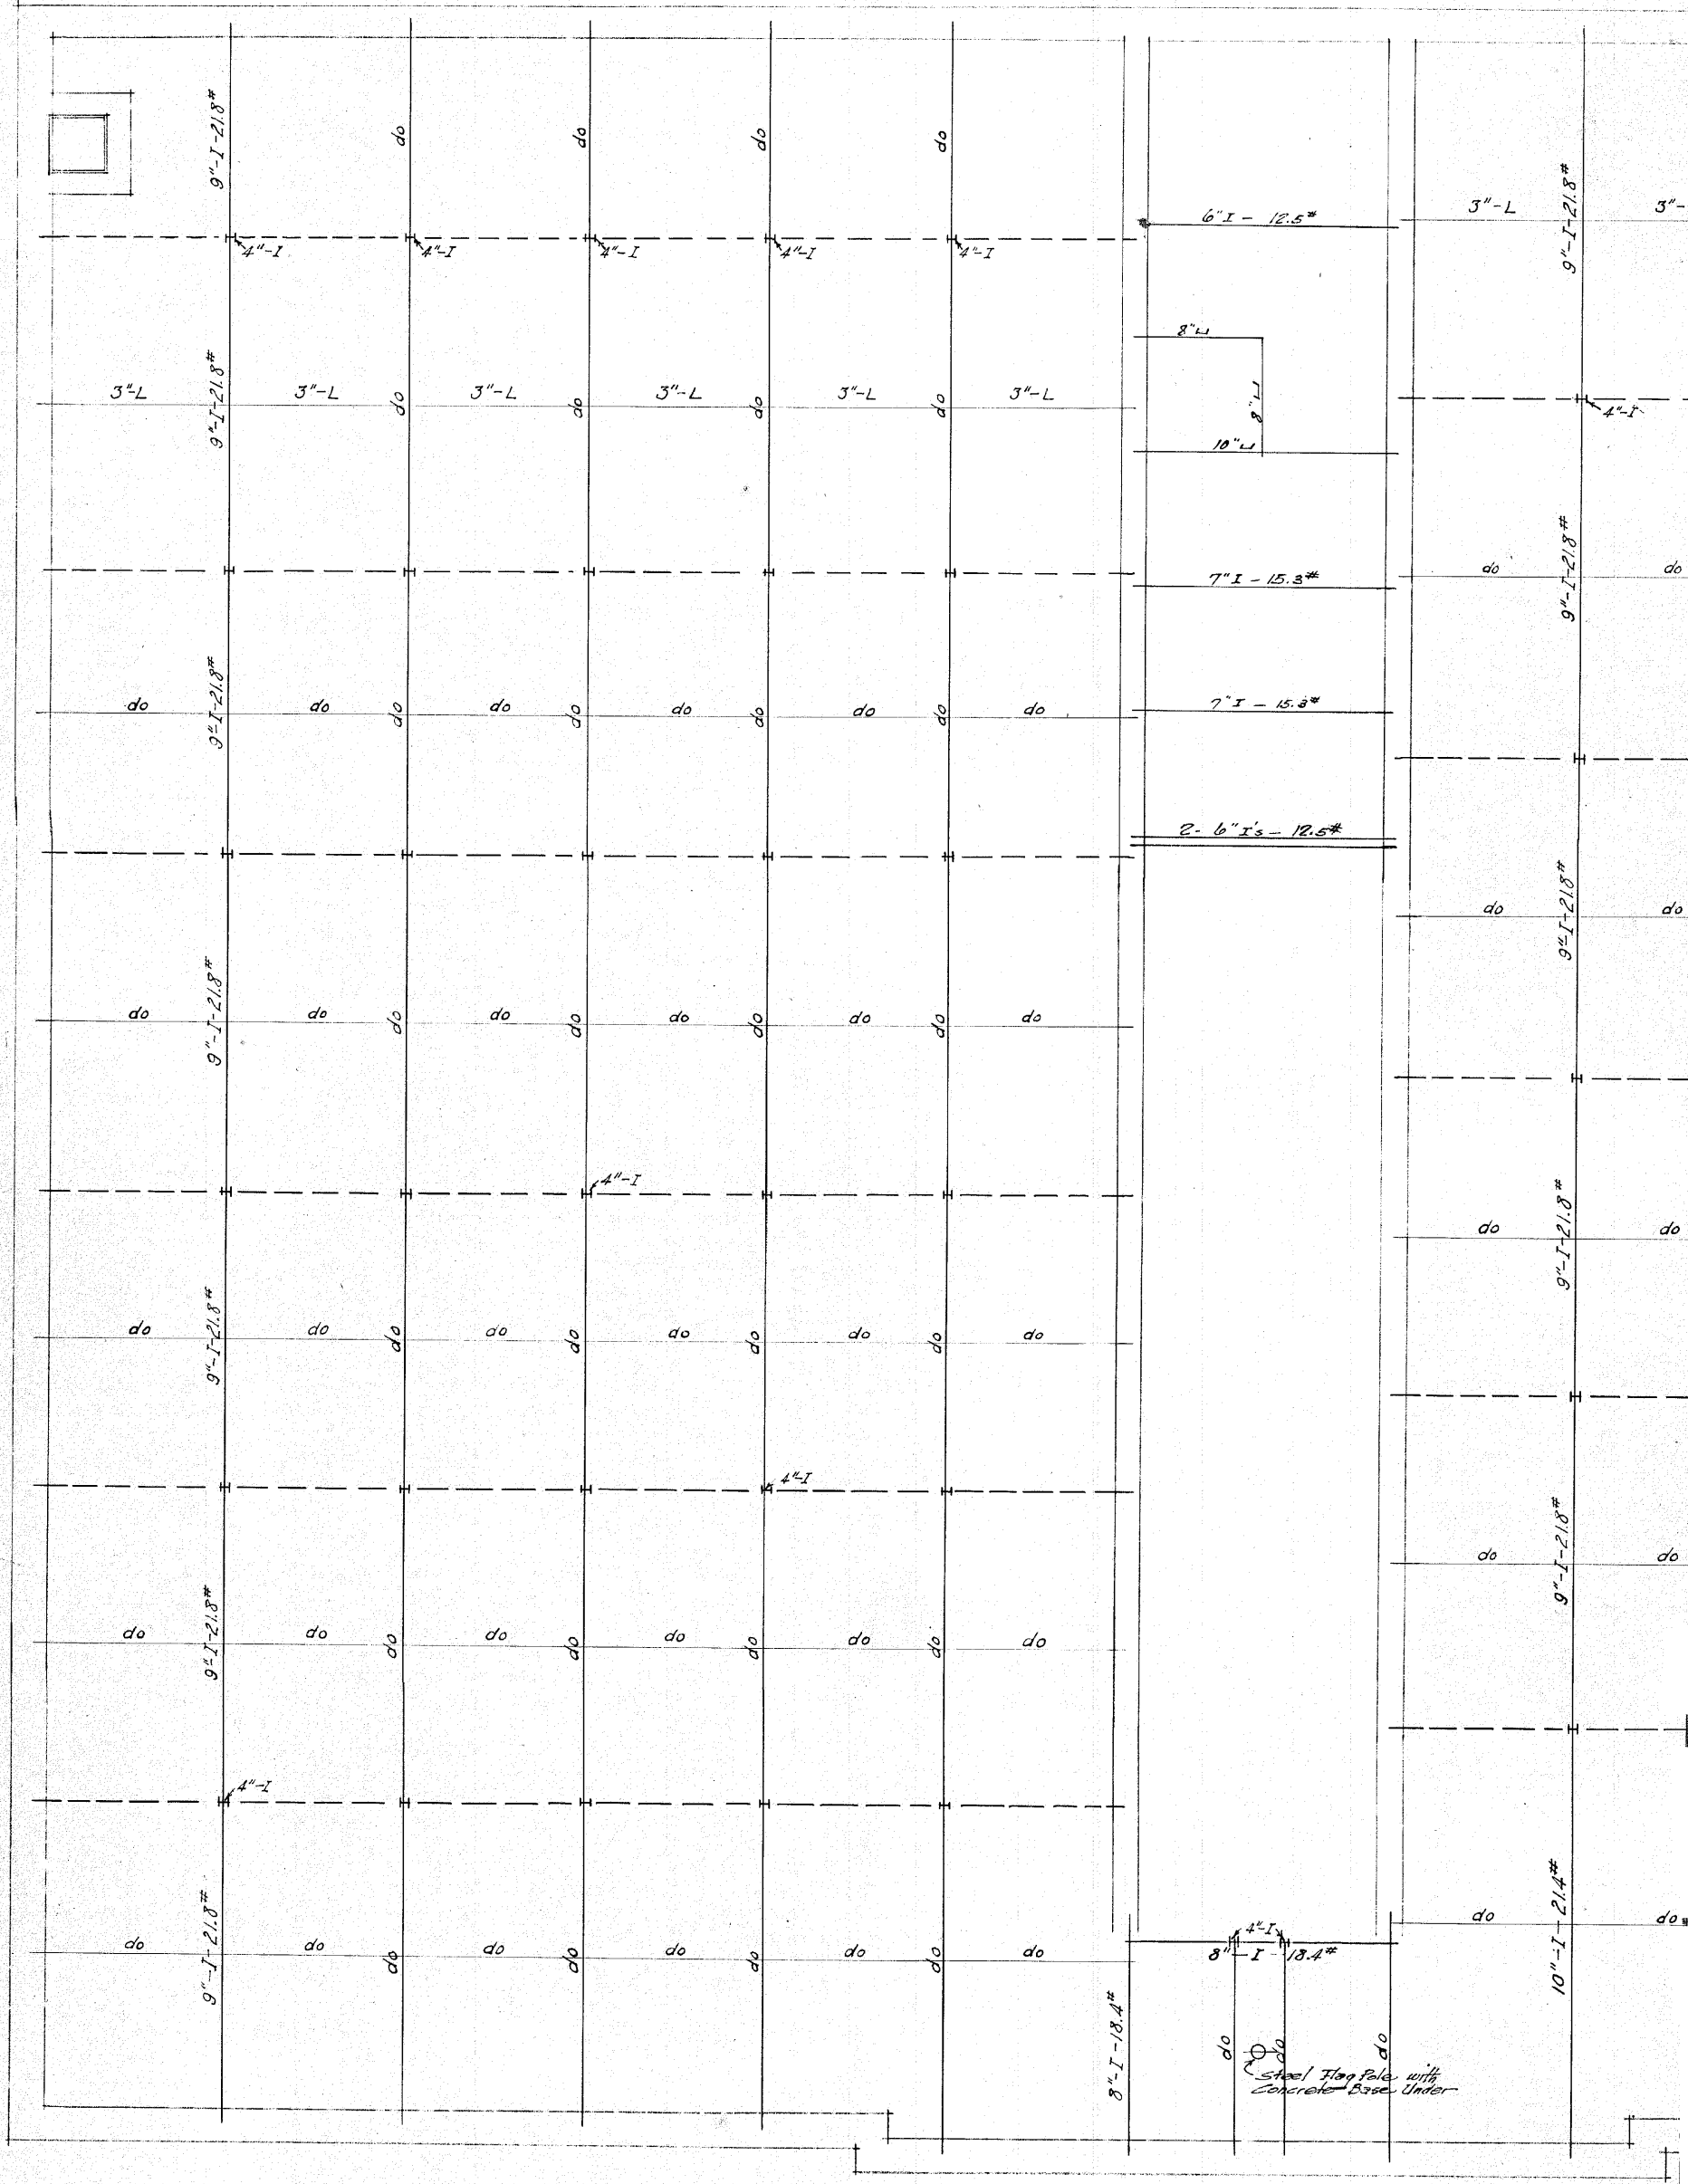 9"-I-21.8#
do
do
do
do
4"-I
4"-I
4"-I
4"-I
4"-I
6"I - 12.5#
3"-L
9"-I-21.8#
3"-
8"⊔
8"⊔
10"⊔
3"-L
9"-I-21.8#
3"-L
do
3"-L
do
3"-L
do
3"-L
do
3"-L
4"-I
7"I - 15.3#
do
9"-I-21.8#
do
do
9"-I-21.8#
do
do
do
do
do
do
do
do
do
7"I - 15.3#
2- 6" I's - 12.5#
do
9"-I-21.8#
do
do
9"-I-21.8#
do
do
do
do
do
do
do
do
do
4"-I
do
9"-I-21.8#
do
do
9"-I-21.8#
do
do
do
do
do
do
do
do
do
4"-I
do
9"-I-21.8#
do
do
9"-I-21.8#
do
do
do
do
do
do
do
do
do
4"-I
do
9"-I-21.8#
do
do
do
do
do
do
do
do
do
4"-I
8"-I-18.4#
do
10"-I-21.4#
do
8"-I-18.4#
do
do
do
Steel Flag Pole with
Concrete Base Under